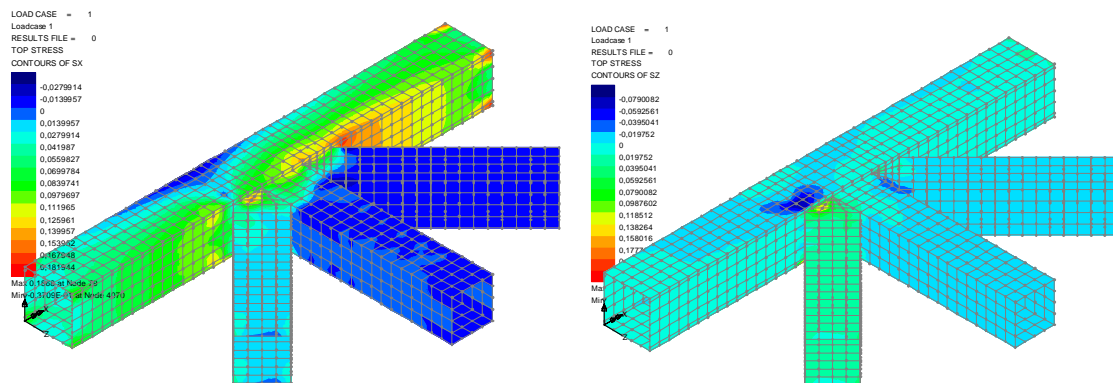 LOAD CASE = 1
Loadcase 1
RESULTS FILE = 0
TOP STRESS
CONTOURS OF SX
-0,0279914
-0,0139957
0
0,0139957
0,0279914
0,041987
0,0559827
0,0699784
0,0839741
0,0979697
0,111965
0,125961
0,139957
0,153952
0,167948
0,181944
Max 0,1868 at Node 79
Min -0,3709E-01 at Node 4070
Z
LOAD CASE = 1
Loadcase 1
RESULTS FILE = 0
TOP STRESS
CONTOURS OF SZ
-0,0790082
-0,0592561
-0,0395041
-0,019752
0
0,019752
0,0395041
0,0592561
0,0790082
0,0987602
0,118512
0,138264
0,158016
Z